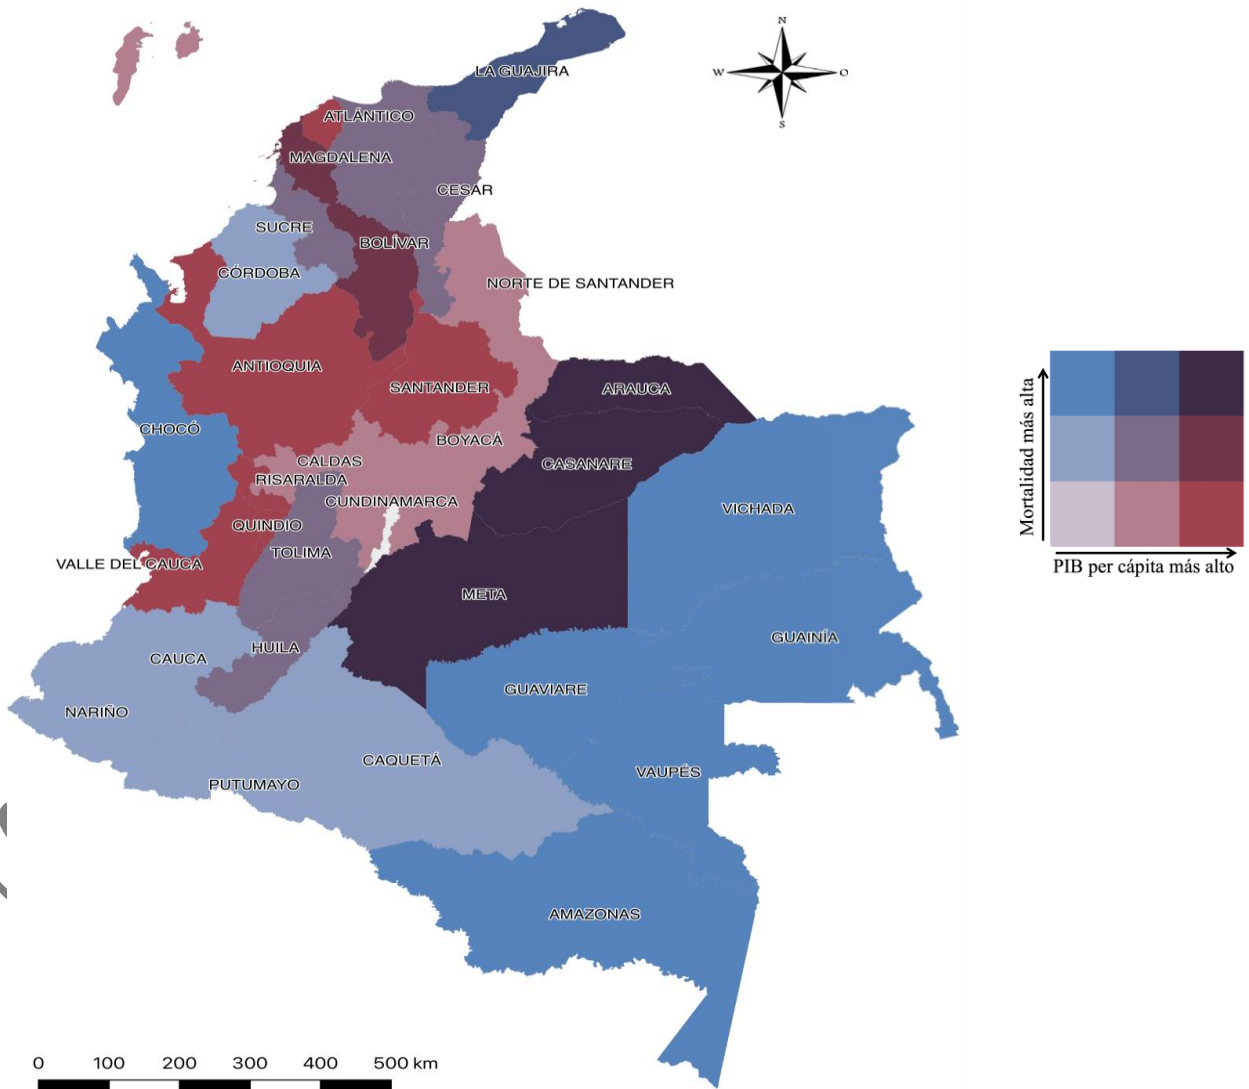 N
W
O
S
LA GUAJIRA
ATLÁNTICO
MAGDALENA
CESAR
SUCRE
BOLÍVAR
CÓRDOBA
NORTE DE SANTANDER
ANTIOQUIA
SANTANDER
ARAUCA
CHOCÓ
BOYACÁ
CALDAS
CASANARE
RISARALDA
CUNDINAMARCA
VICHADA
QUINDIO
TOLIMA
VALLE DEL CAUCA
META
GUAINÍA
HUILA
CAUCA
GUAVIARE
NARIÑO
CAQUETÁ
VAUPÉS
PUTUMAYO
AMAZONAS
Mortalidad más alta
PIB per cápita más alto
0 100 200 300 400 500 km